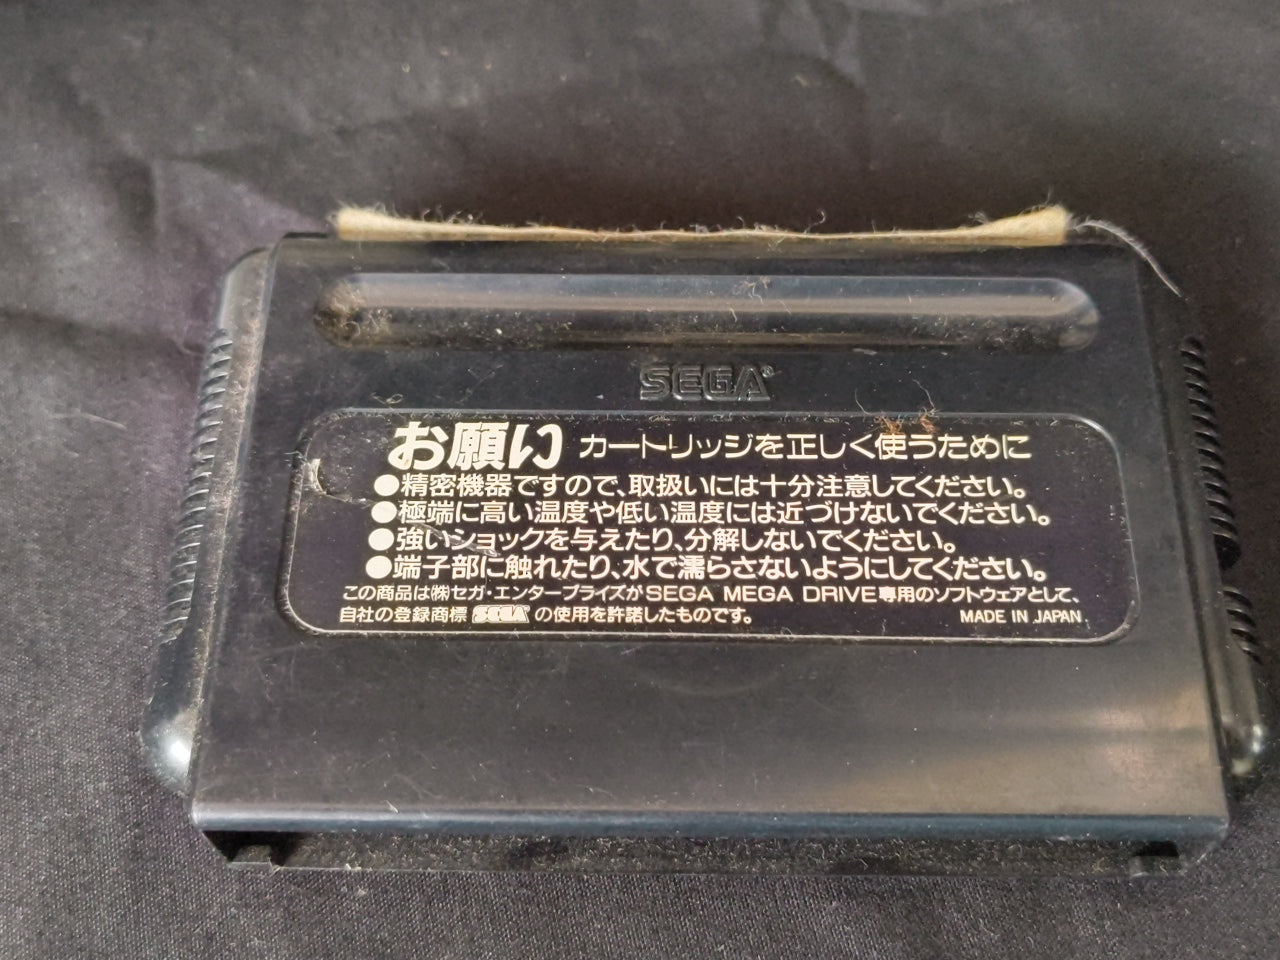 SEGA®
お願い カートリッジを正しく使うために
●精密機器ですので、取扱いには十分注意してください。
●極端に高い温度や低い温度には近づけないでください。
●強いショックを与えたり、分解しないでください。
●端子部に触れたり、水で濡らさないようにしてください。
この商品は㈱セガ・エンタープライズがSEGA MEGA DRIVE専用のソフトウェアとして、
自社の登録商標 SEGA の使用を許諾したものです。 MADE IN JAPAN